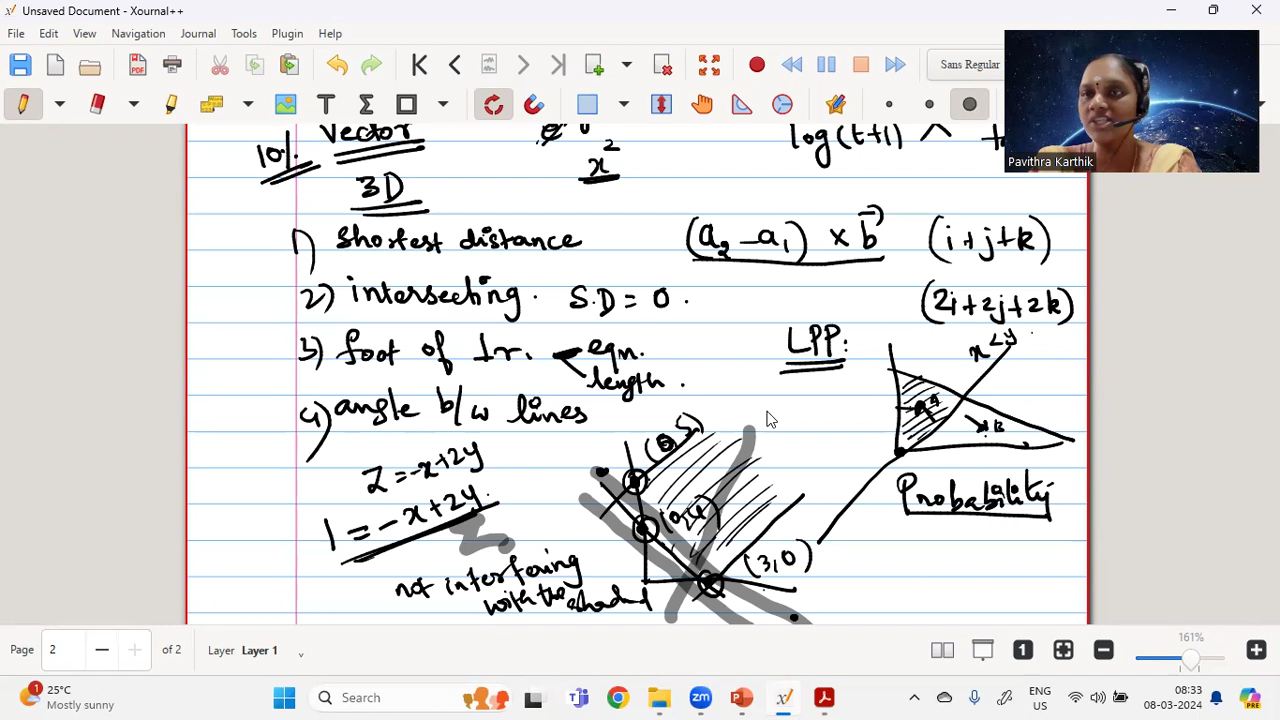 Unsaved Document - Xournal++
File Edit View Navigation Journal Tools Plugin Help
Sans Regular
PDF
Pavithra Karthik
10%. Vector
3D
x²
log(t+1)
1) shortest distance
(a₂ - a₁) × b⃗ (i+j+k)
2) intersecting. S.D = 0.
(2i+2j+2k)
3) foot of ⊥r. eqn.
length.
LPP:
x<y
4) angle b/w lines
Z = -x+2y
1 = -x+2y.
not interfering
with the shaded
(3,0)
Probability
Page 2 of 2 Layer Layer 1
161%
1
25°C
Mostly sunny
Search
ENG
US
08:33
08-03-2024